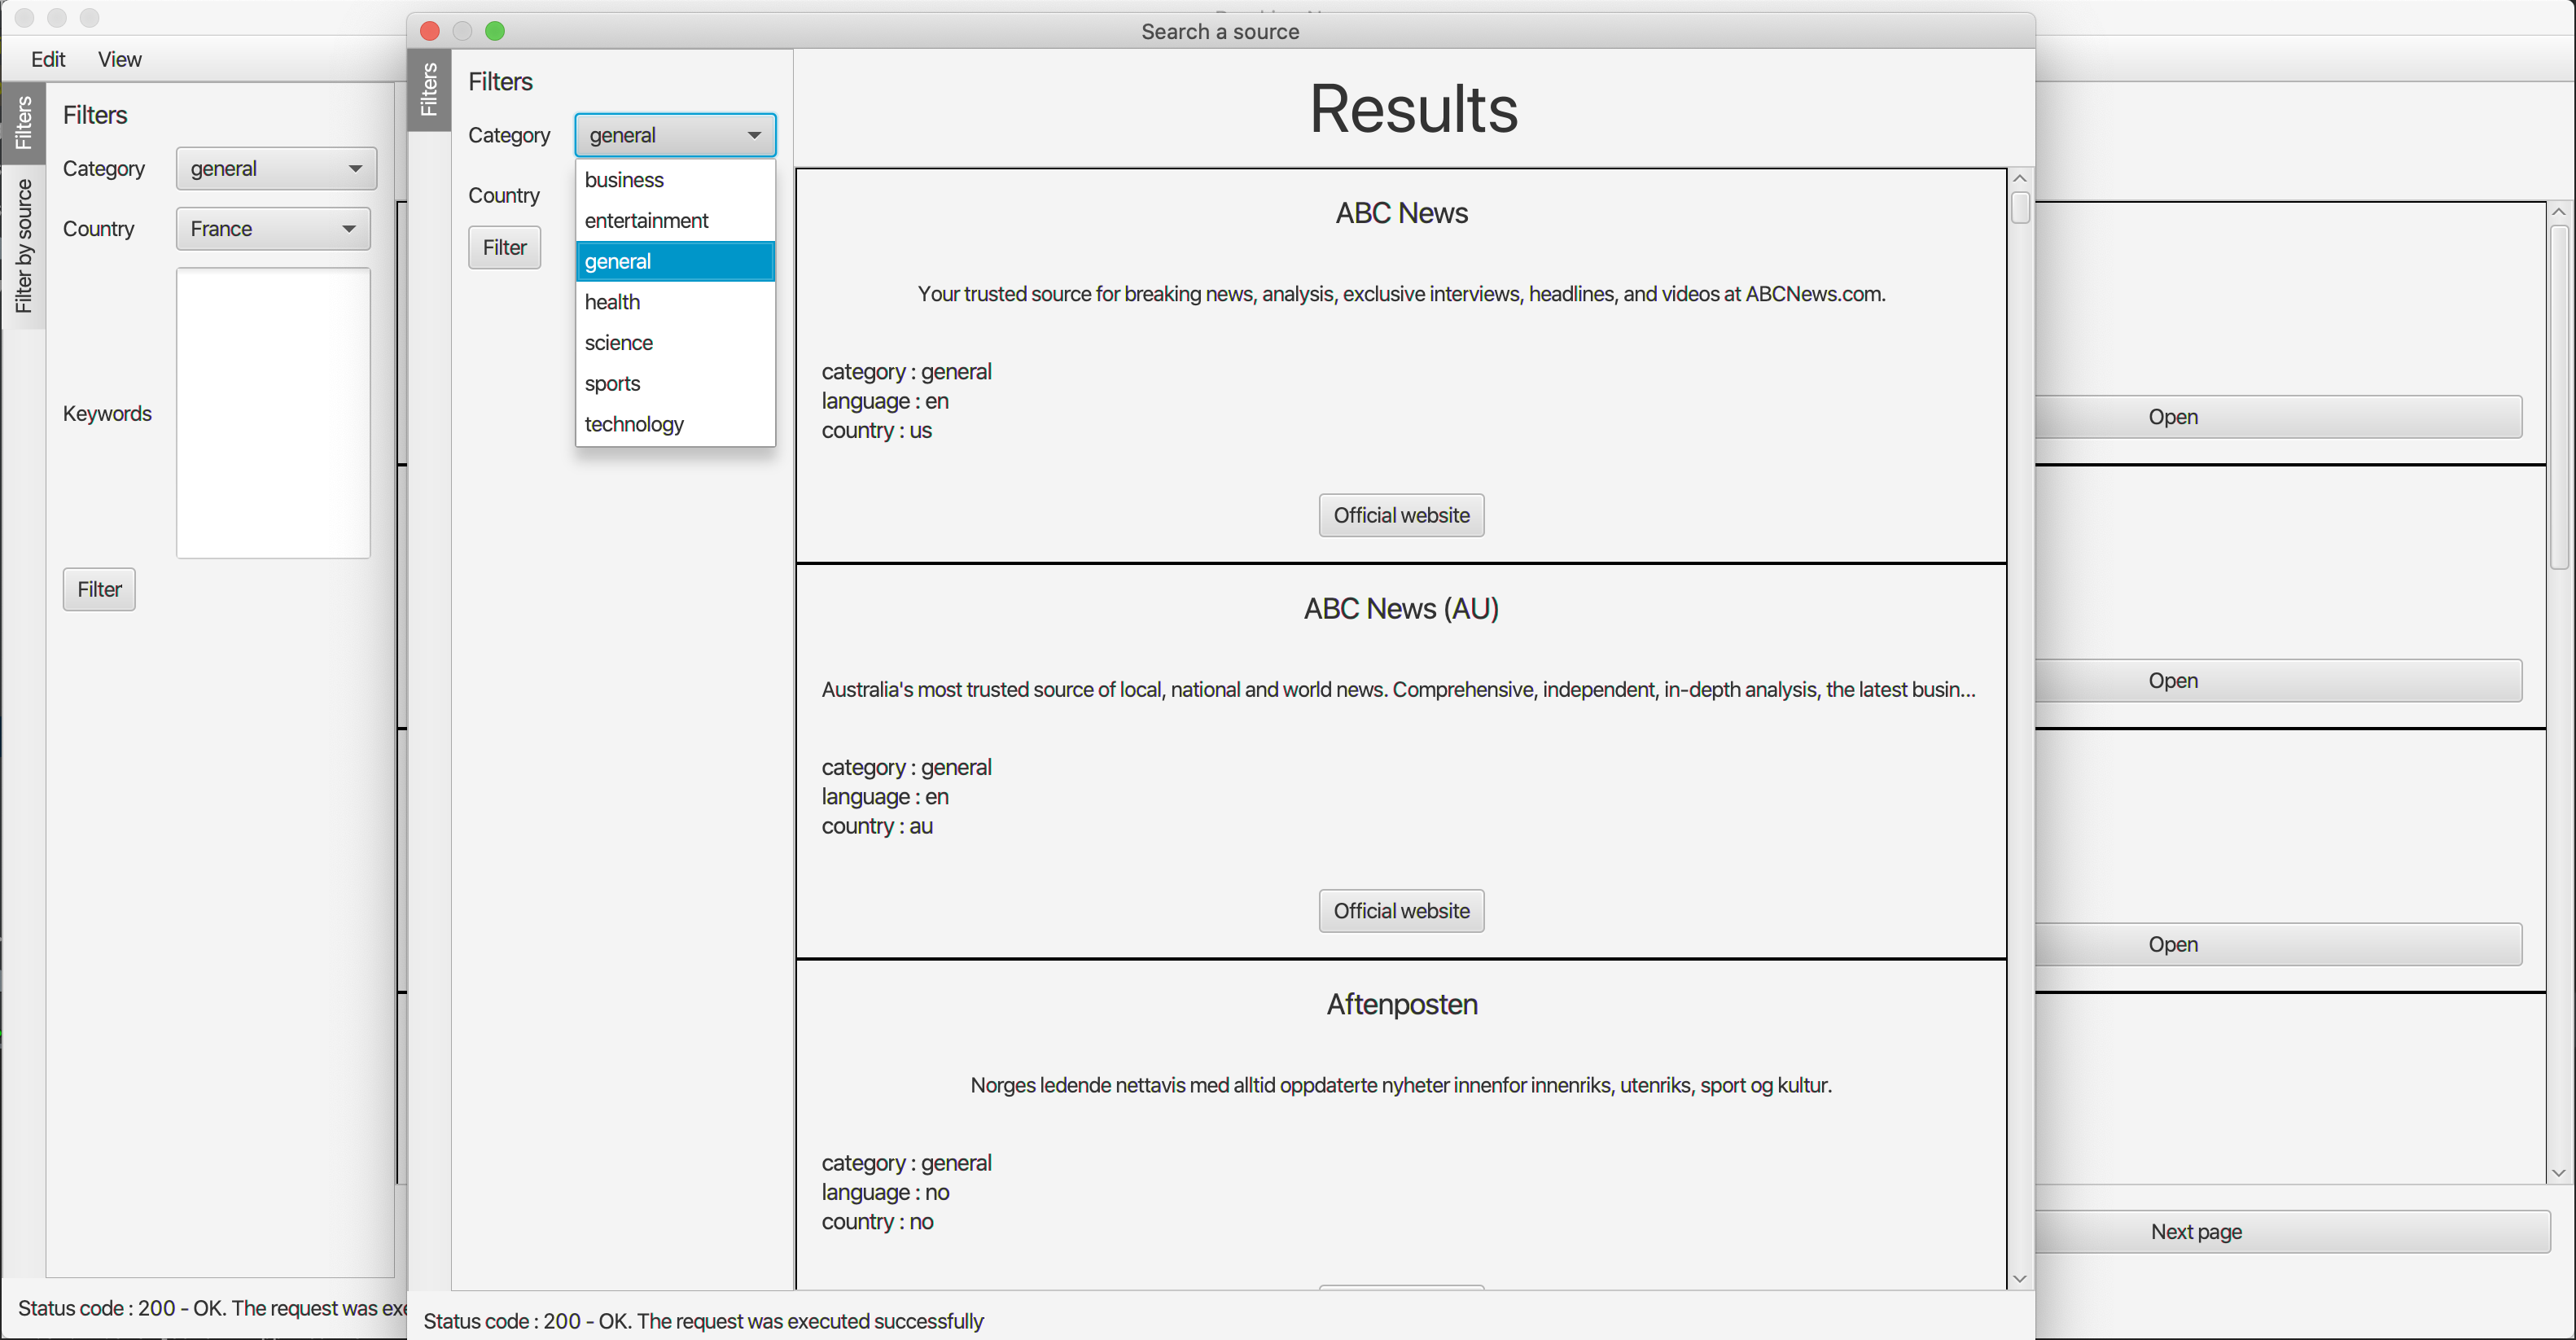 Search a source
Edit View
Filters
Filter by source
Filters
Category general
Country France
Keywords
Filter
Status code : 200 - OK. The request was exe
Filters
Filters
Category general
business
entertainment
general
health
science
sports
technology
Country
Filter
Results
ABC News
Your trusted source for breaking news, analysis, exclusive interviews, headlines, and videos at ABCNews.com.
category : general
language : en
country : us
Official website
ABC News (AU)
Australia's most trusted source of local, national and world news. Comprehensive, independent, in-depth analysis, the latest busin...
category : general
language : en
country : au
Official website
Aftenposten
Norges ledende nettavis med alltid oppdaterte nyheter innenfor innenriks, utenriks, sport og kultur.
category : general
language : no
country : no
Status code : 200 - OK. The request was executed successfully
Open
Open
Open
Next page